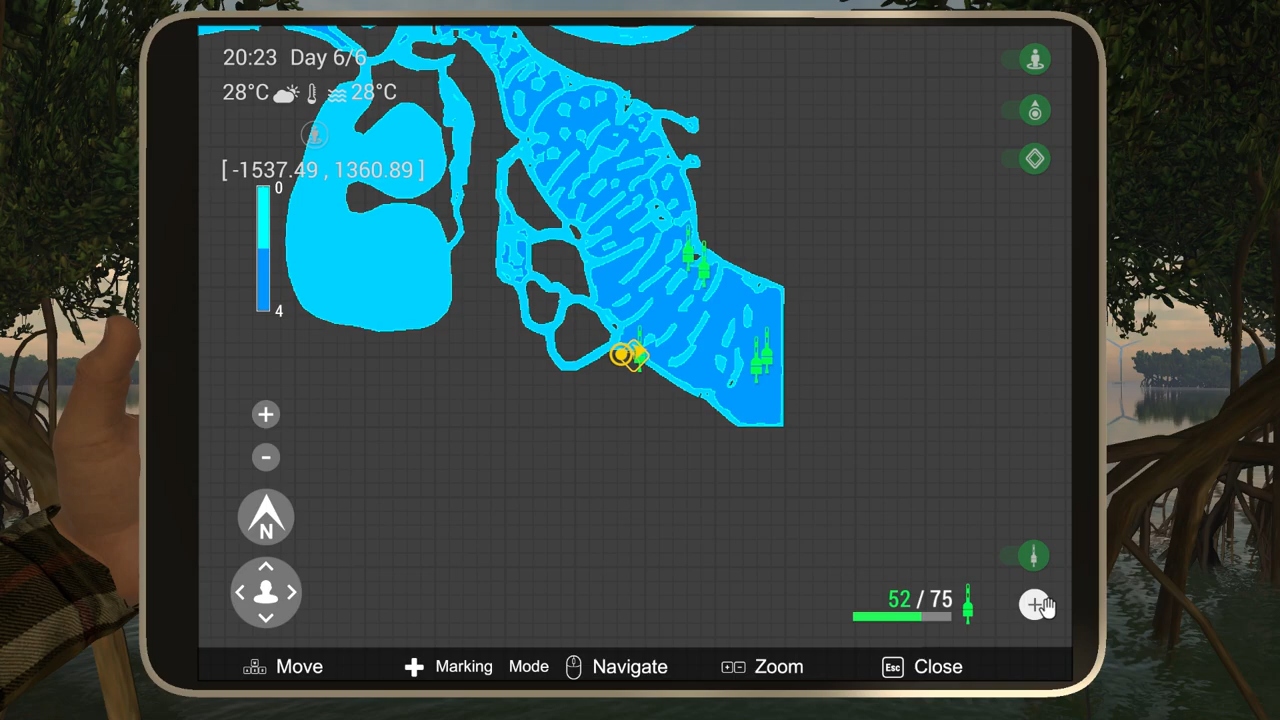 20:23 Day 6/6
28°C 28°C
[ -1537.49 , 1360.89 ]
0
4
+
-
N
52 / 75
Move
Marking Mode
Navigate
Zoom
Esc Close